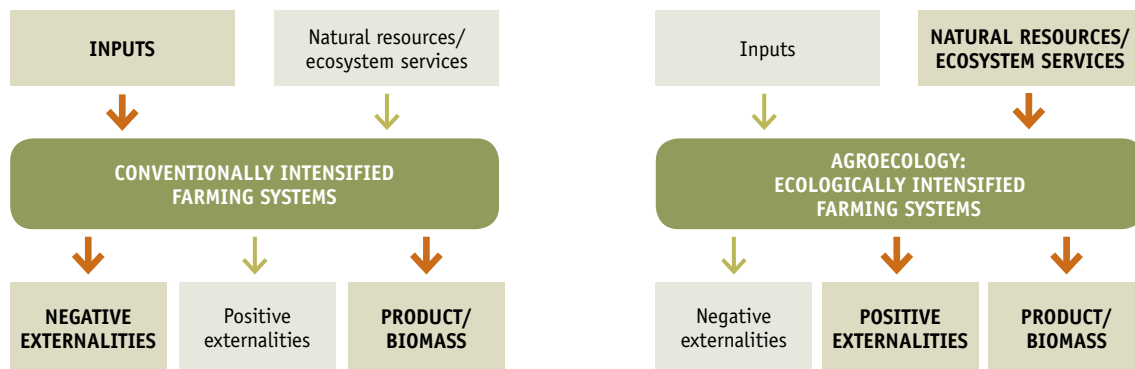 INPUTS
Natural resources/
ecosystem services
CONVENTIONALLY INTENSIFIED
FARMING SYSTEMS
NEGATIVE
EXTERNALITIES
Positive
externalities
PRODUCT/
BIOMASS
Inputs
NATURAL RESOURCES/
ECOSYSTEM SERVICES
AGROECOLOGY:
ECOLOGICALLY INTENSIFIED
FARMING SYSTEMS
Negative
externalities
POSITIVE
EXTERNALITIES
PRODUCT/
BIOMASS